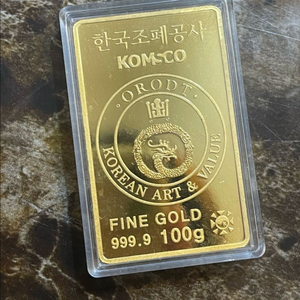 한국조폐공사
KOMSCO
ORODT
KOREAN ART & VALUE
FINE GOLD
999.9 100g